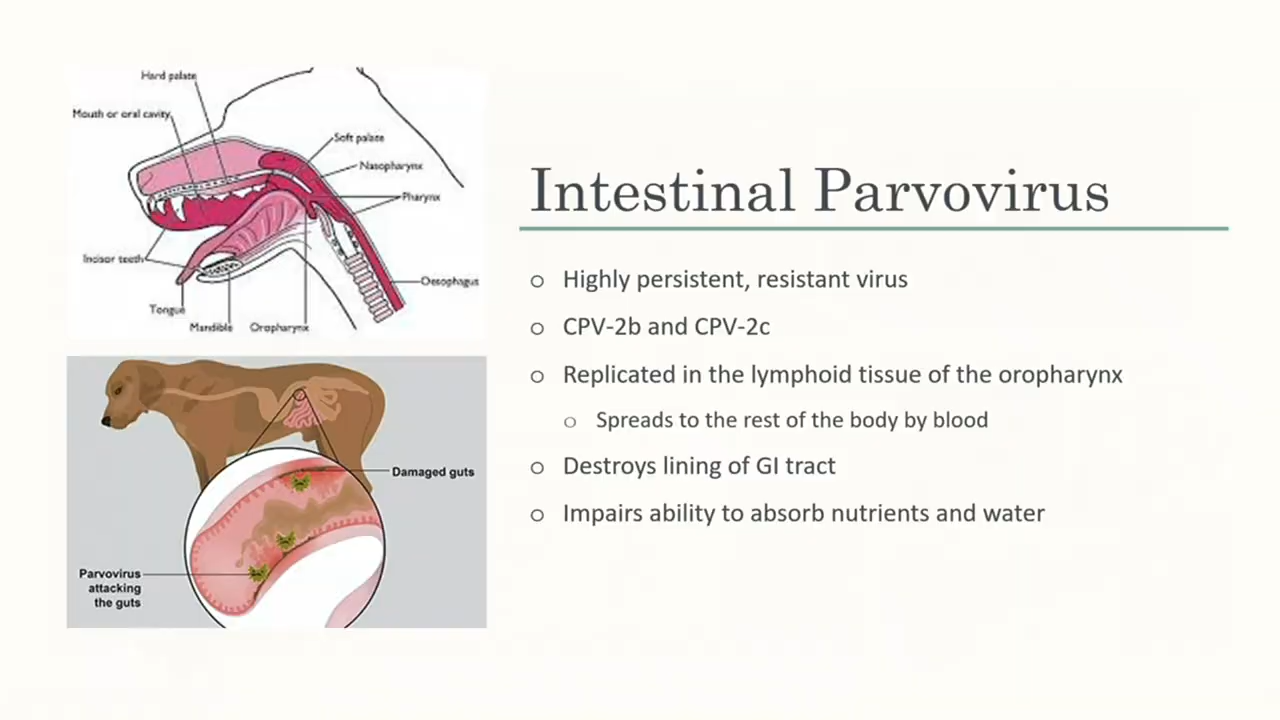 Hard palate
Mouth or oral cavity
Soft palate
Nasopharynx
Pharynx
Incisor teeth
Oesophagus
Tongue
Mandible
Oropharynx
Damaged guts
Parvovirus
attacking
the guts
Intestinal Parvovirus
Highly persistent, resistant virus
CPV-2b and CPV-2c
Replicated in the lymphoid tissue of the oropharynx
Spreads to the rest of the body by blood
Destroys lining of GI tract
Impairs ability to absorb nutrients and water